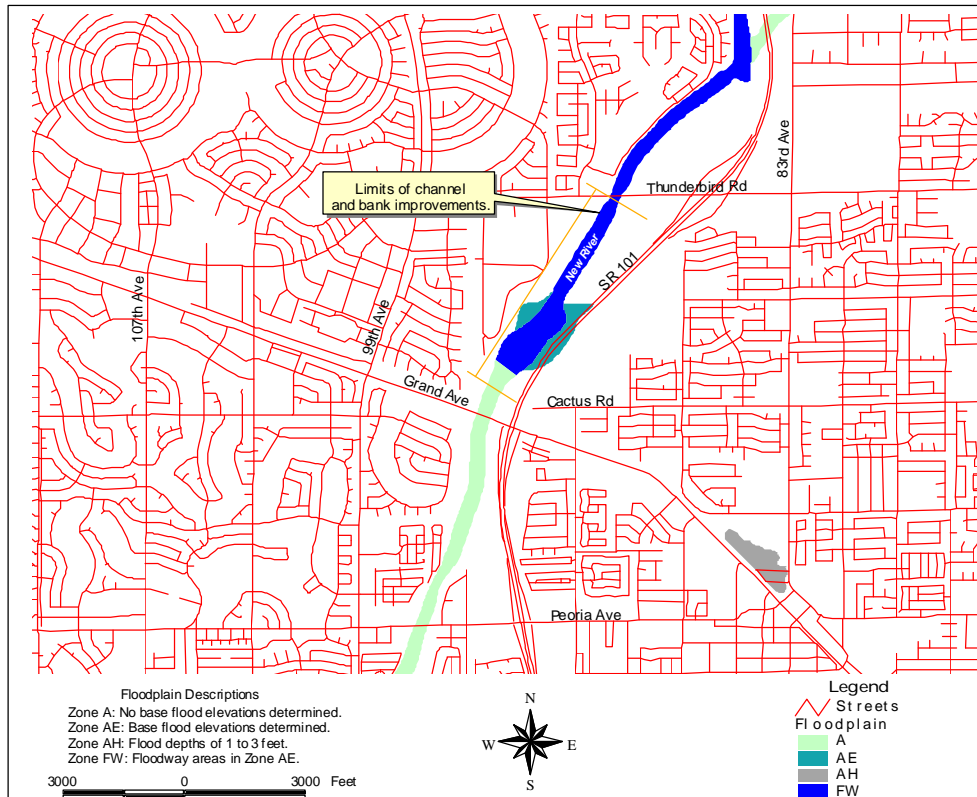 83rd Ave
Limits of channel
and bank improvements.
Thunderbird Rd
New River
SR 101
107th Ave
99th Ave
Grand Ave
Cactus Rd
Peoria Ave
Floodplain Descriptions
Zone A: No base flood elevations determined.
Zone AE: Base flood elevations determined.
Zone AH: Flood depths of 1 to 3 feet.
Zone FW: Floodway areas in Zone AE.
3000 0 3000 Feet
N
W E
S
Legend
Streets
Floodplain
A
AE
AH
FW